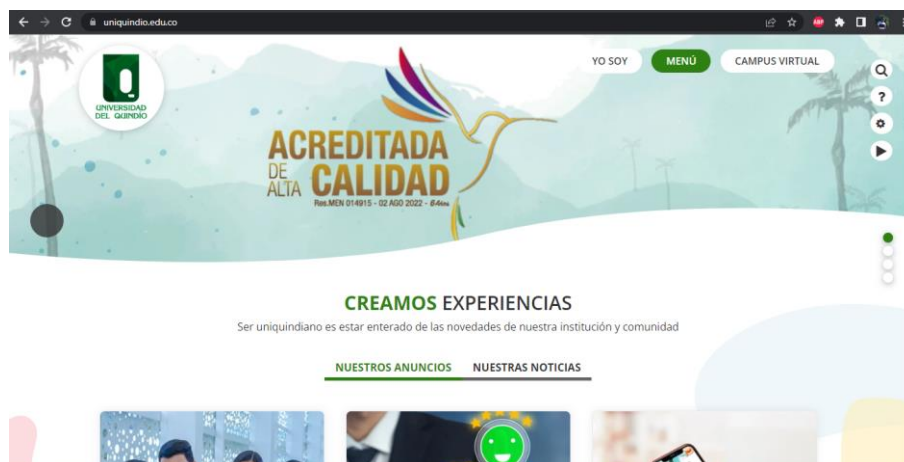 uniquindio.edu.co
YO SOY
MENÚ
CAMPUS VIRTUAL
UNIVERSIDAD
DEL QUINDÍO
ACREDITADA
DE
ALTA
CALIDAD
Res.MEN 014915 - 02 AGO 2022 - 6Años
?
CREAMOS EXPERIENCIAS
Ser uniquindiano es estar enterado de las novedades de nuestra institución y comunidad
NUESTROS ANUNCIOS
NUESTRAS NOTICIAS